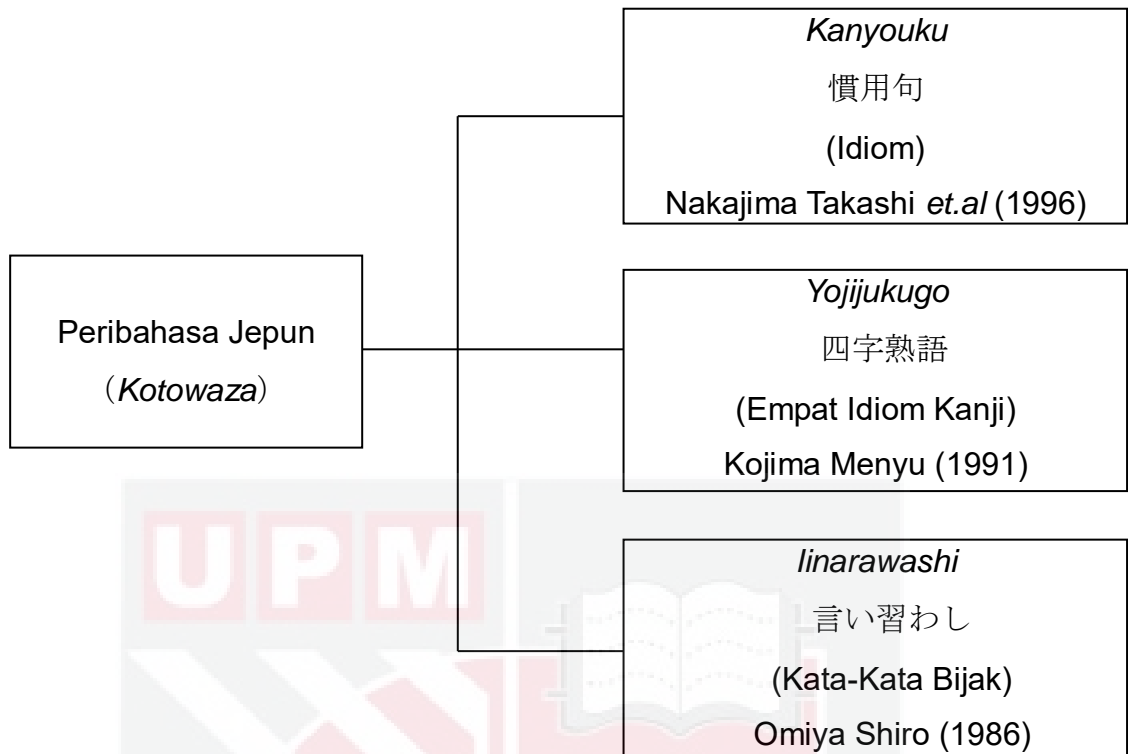 Kanyouku
慣用句
(Idiom)
Nakajima Takashi et.al (1996)
Peribahasa Jepun
（Kotowaza）
Yojijukugo
四字熟語
(Empat Idiom Kanji)
Kojima Menyu (1991)
Iinarawashi
言い習わし
(Kata-Kata Bijak)
Omiya Shiro (1986)
UPM